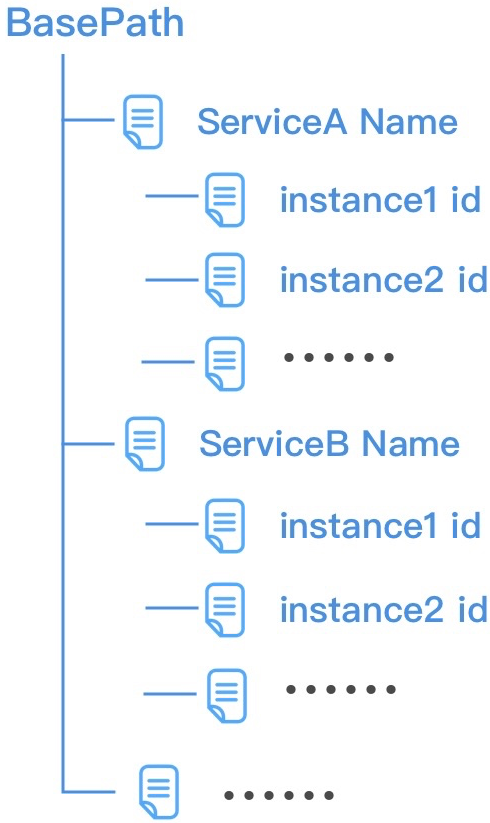 BasePath
ServiceA Name
instance1 id
instance2 id
......
ServiceB Name
instance1 id
instance2 id
......
......